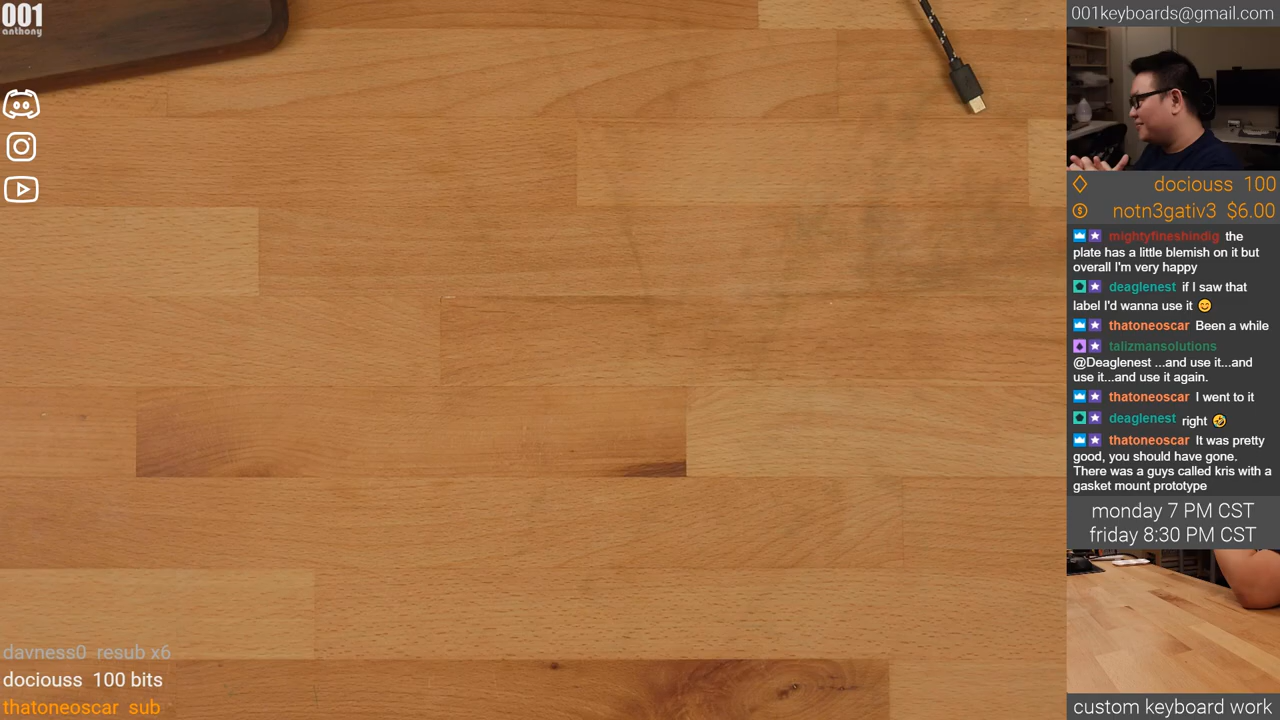 001
anthony
001keyboards@gmail.com
dociouss 100
notn3gativ3 $6.00
mightyfineshindig the
plate has a little blemish on it but
overall I'm very happy
deaglenest if I saw that
label I'd wanna use it 😊
thatoneoscar Been a while
talizmansolutions
@Deaglenest ...and use it...and
use it...and use it again.
thatoneoscar I went to it
deaglenest right 🤣
thatoneoscar It was pretty
good, you should have gone.
There was a guys called kris with a
gasket mount prototype
monday 7 PM CST
friday 8:30 PM CST
davness0 resub x6
dociouss 100 bits
thatoneoscar sub
custom keyboard work